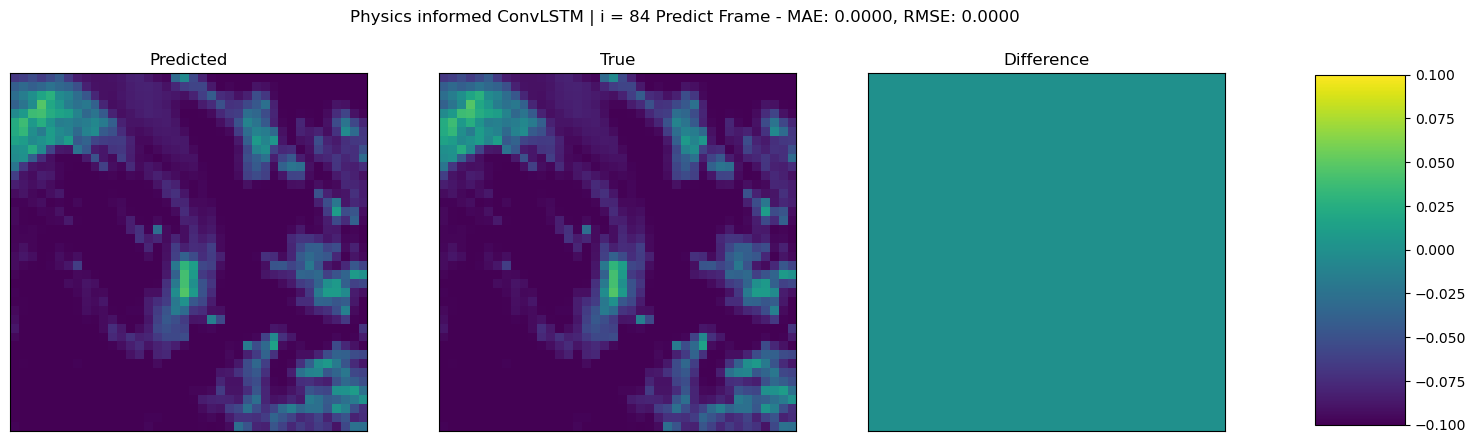 Physics informed ConvLSTM | i = 84 Predict Frame - MAE: 0.0000, RMSE: 0.0000
Predicted
True
Difference
0.100
0.075
0.050
0.025
0.000
−0.025
−0.050
−0.075
−0.100